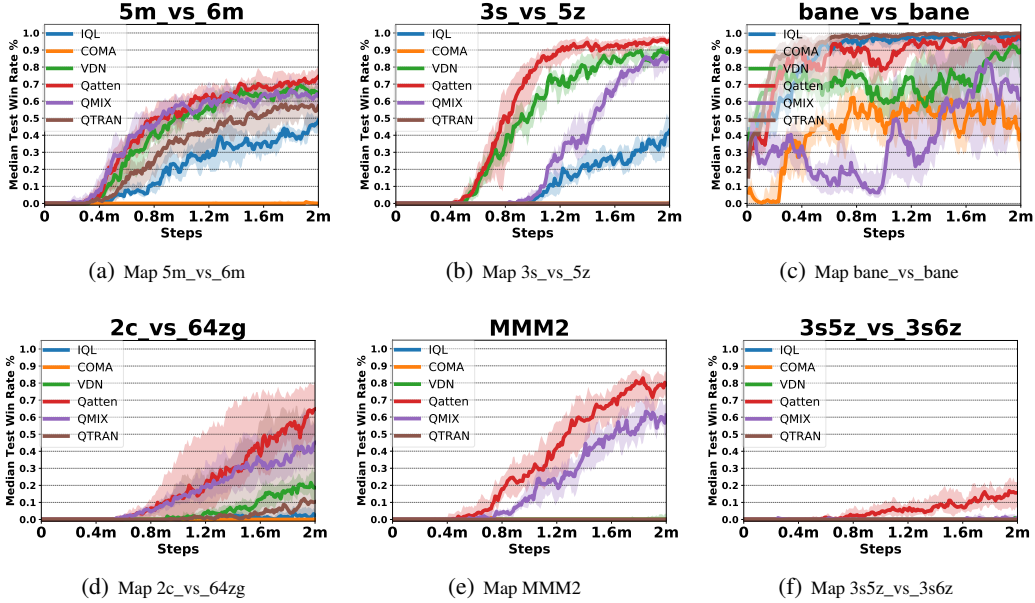 5m_vs_6m
Median Test Win Rate %
1.0
0.9
0.8
0.7
0.6
0.5
0.4
0.3
0.2
0.1
0.0
IQL
COMA
VDN
Qatten
QMIX
QTRAN
0 0.4m 0.8m 1.2m 1.6m 2m
Steps
(a) Map 5m_vs_6m
3s_vs_5z
Median Test Win Rate %
1.0
0.9
0.8
0.7
0.6
0.5
0.4
0.3
0.2
0.1
0.0
IQL
COMA
VDN
Qatten
QMIX
QTRAN
0 0.4m 0.8m 1.2m 1.6m 2m
Steps
(b) Map 3s_vs_5z
bane_vs_bane
Median Test Win Rate %
1.0
0.9
0.8
0.7
0.6
0.5
0.4
0.3
0.2
0.1
0.0
IQL
COMA
VDN
Qatten
QMIX
QTRAN
0 0.4m 0.8m 1.2m 1.6m 2m
Steps
(c) Map bane_vs_bane
2c_vs_64zg
Median Test Win Rate %
1.0
0.9
0.8
0.7
0.6
0.5
0.4
0.3
0.2
0.1
0.0
IQL
COMA
VDN
Qatten
QMIX
QTRAN
0 0.4m 0.8m 1.2m 1.6m 2m
Steps
(d) Map 2c_vs_64zg
MMM2
Median Test Win Rate %
1.0
0.9
0.8
0.7
0.6
0.5
0.4
0.3
0.2
0.1
0.0
IQL
COMA
VDN
Qatten
QMIX
QTRAN
0 0.4m 0.8m 1.2m 1.6m 2m
Steps
(e) Map MMM2
3s5z_vs_3s6z
Median Test Win Rate %
1.0
0.9
0.8
0.7
0.6
0.5
0.4
0.3
0.2
0.1
0.0
IQL
COMA
VDN
Qatten
QMIX
QTRAN
0 0.4m 0.8m 1.2m 1.6m 2m
Steps
(f) Map 3s5z_vs_3s6z